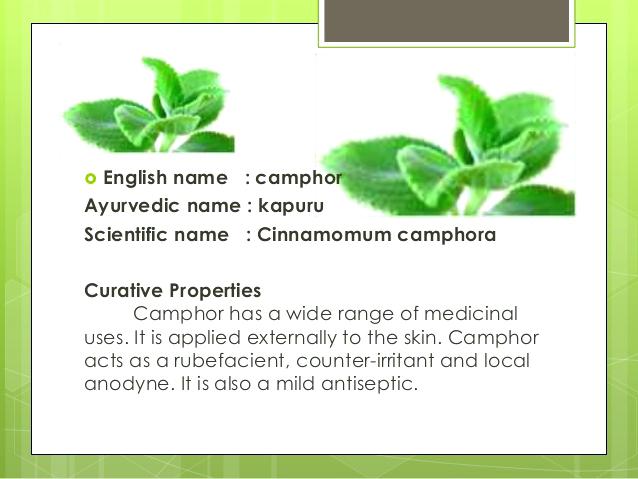 English name : camphor
Ayurvedic name : kapuru
Scientific name : Cinnamomum camphora
Curative Properties
Camphor has a wide range of medicinal
uses. It is applied externally to the skin. Camphor
acts as a rubefacient, counter-irritant and local
anodyne. It is also a mild antiseptic.